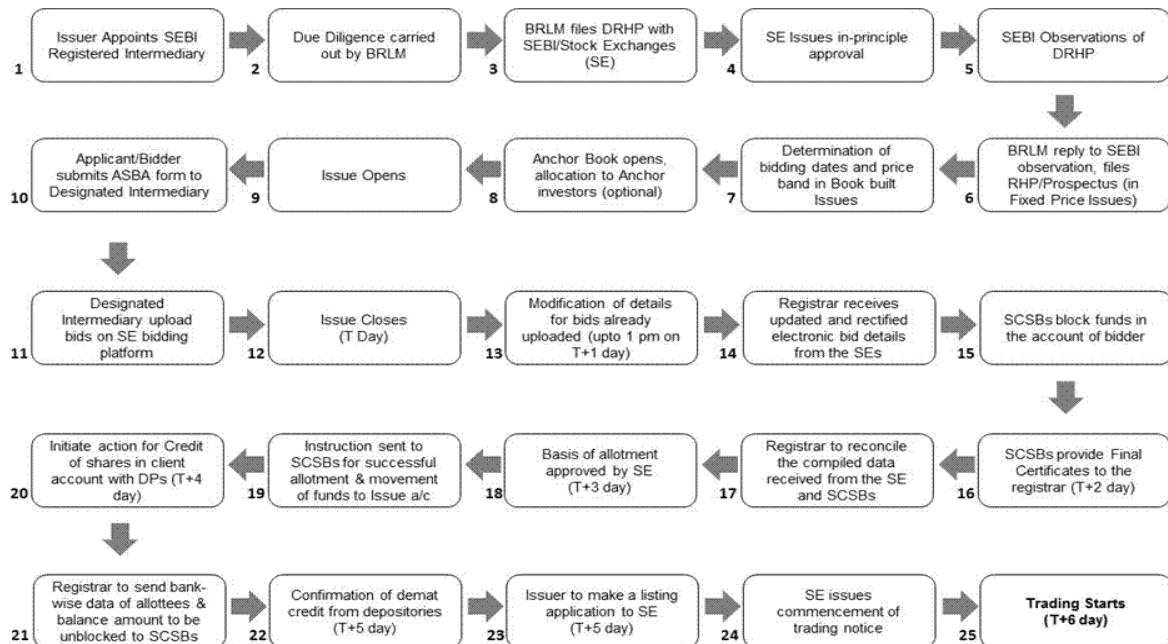 1
Issuer Appoints SEBI
Registered Intermediary
2
Due Diligence carried
out by BRLM
3
BRLM files DRHP with
SEBI/Stock Exchanges
(SE)
4
SE Issues in-principle
approval
5
SEBI Observations of
DRHP
6
BRLM reply to SEBI
observation, files
RHP/Prospectus (in
Fixed Price Issues)
7
Determination of
bidding dates and price
band in Book built
Issues
8
Anchor Book opens,
allocation to Anchor
investors (optional)
9
Issue Opens
10
Applicant/Bidder
submits ASBA form to
Designated Intermediary
11
Designated
Intermediary upload
bids on SE bidding
platform
12
Issue Closes
(T Day)
13
Modification of details
for bids already
uploaded (upto 1 pm on
T+1 day)
14
Registrar receives
updated and rectified
electronic bid details
from the SEs
15
SCSBs block funds in
the account of bidder
16
SCSBs provide Final
Certificates to the
registrar (T+2 day)
17
Registrar to reconcile
the compiled data
received from the SE
and SCSBs
18
Basis of allotment
approved by SE
(T+3 day)
19
Instruction sent to
SCSBs for successful
allotment & movement
of funds to Issue a/c
20
Initiate action for Credit
of shares in client
account with DPs (T+4
day)
21
Registrar to send bank-
wise data of allottees &
balance amount to be
unblocked to SCSBs
22
Confirmation of demat
credit from depositories
(T+5 day)
23
Issuer to make a listing
application to SE
(T+5 day)
24
SE issues
commencement of
trading notice
25
Trading Starts
(T+6 day)